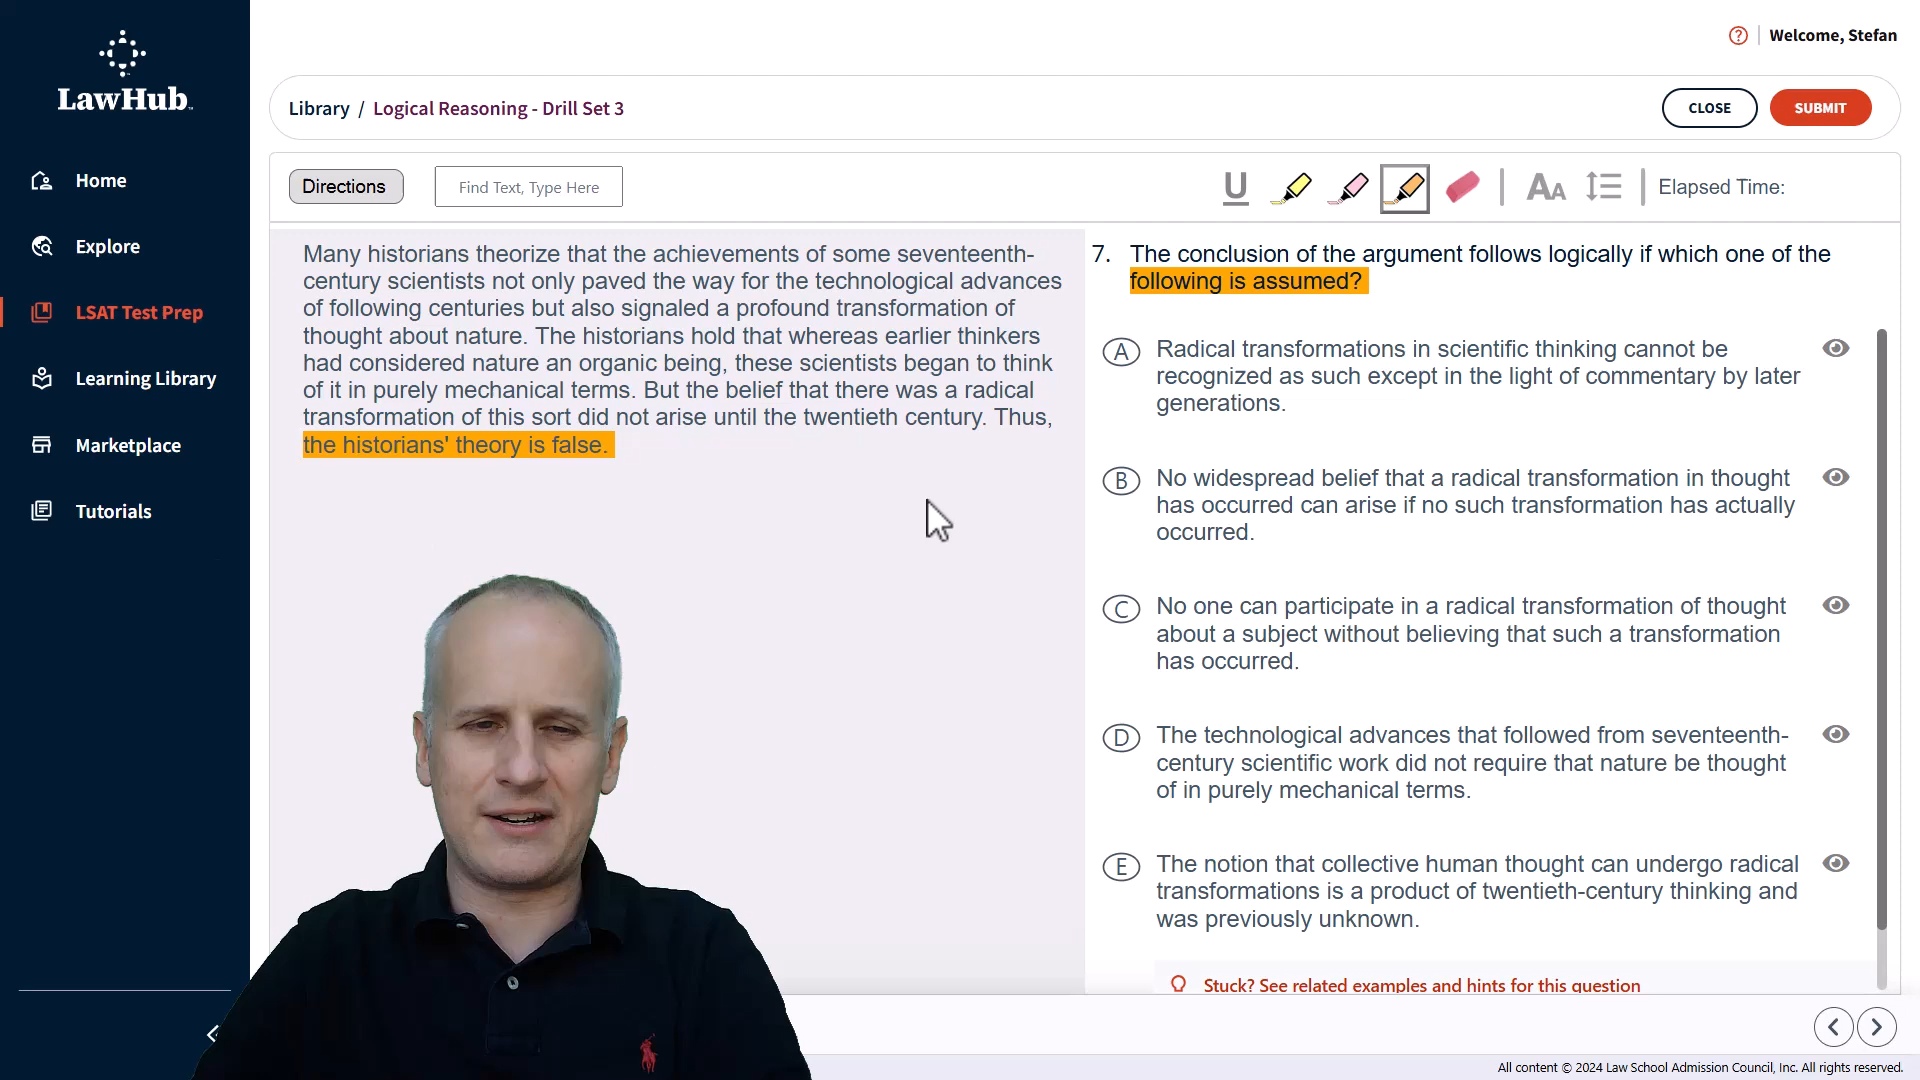 LawHub
Home
Explore
LSAT Test Prep
Learning Library
Marketplace
Tutorials
Welcome, Stefan
Library / Logical Reasoning - Drill Set 3
CLOSE
SUBMIT
Directions
Find Text, Type Here
U
AA
Elapsed Time:
Many historians theorize that the achievements of some seventeenth-
century scientists not only paved the way for the technological advances
of following centuries but also signaled a profound transformation of
thought about nature. The historians hold that whereas earlier thinkers
had considered nature an organic being, these scientists began to think
of it in purely mechanical terms. But the belief that there was a radical
transformation of this sort did not arise until the twentieth century. Thus,
the historians' theory is false.
7. The conclusion of the argument follows logically if which one of the
following is assumed?
A Radical transformations in scientific thinking cannot be
recognized as such except in the light of commentary by later
generations.
B No widespread belief that a radical transformation in thought
has occurred can arise if no such transformation has actually
occurred.
C No one can participate in a radical transformation of thought
about a subject without believing that such a transformation
has occurred.
D The technological advances that followed from seventeenth-
century scientific work did not require that nature be thought
of in purely mechanical terms.
E The notion that collective human thought can undergo radical
transformations is a product of twentieth-century thinking and
was previously unknown.
Stuck? See related examples and hints for this question
All content © 2024 Law School Admission Council, Inc. All rights reserved.